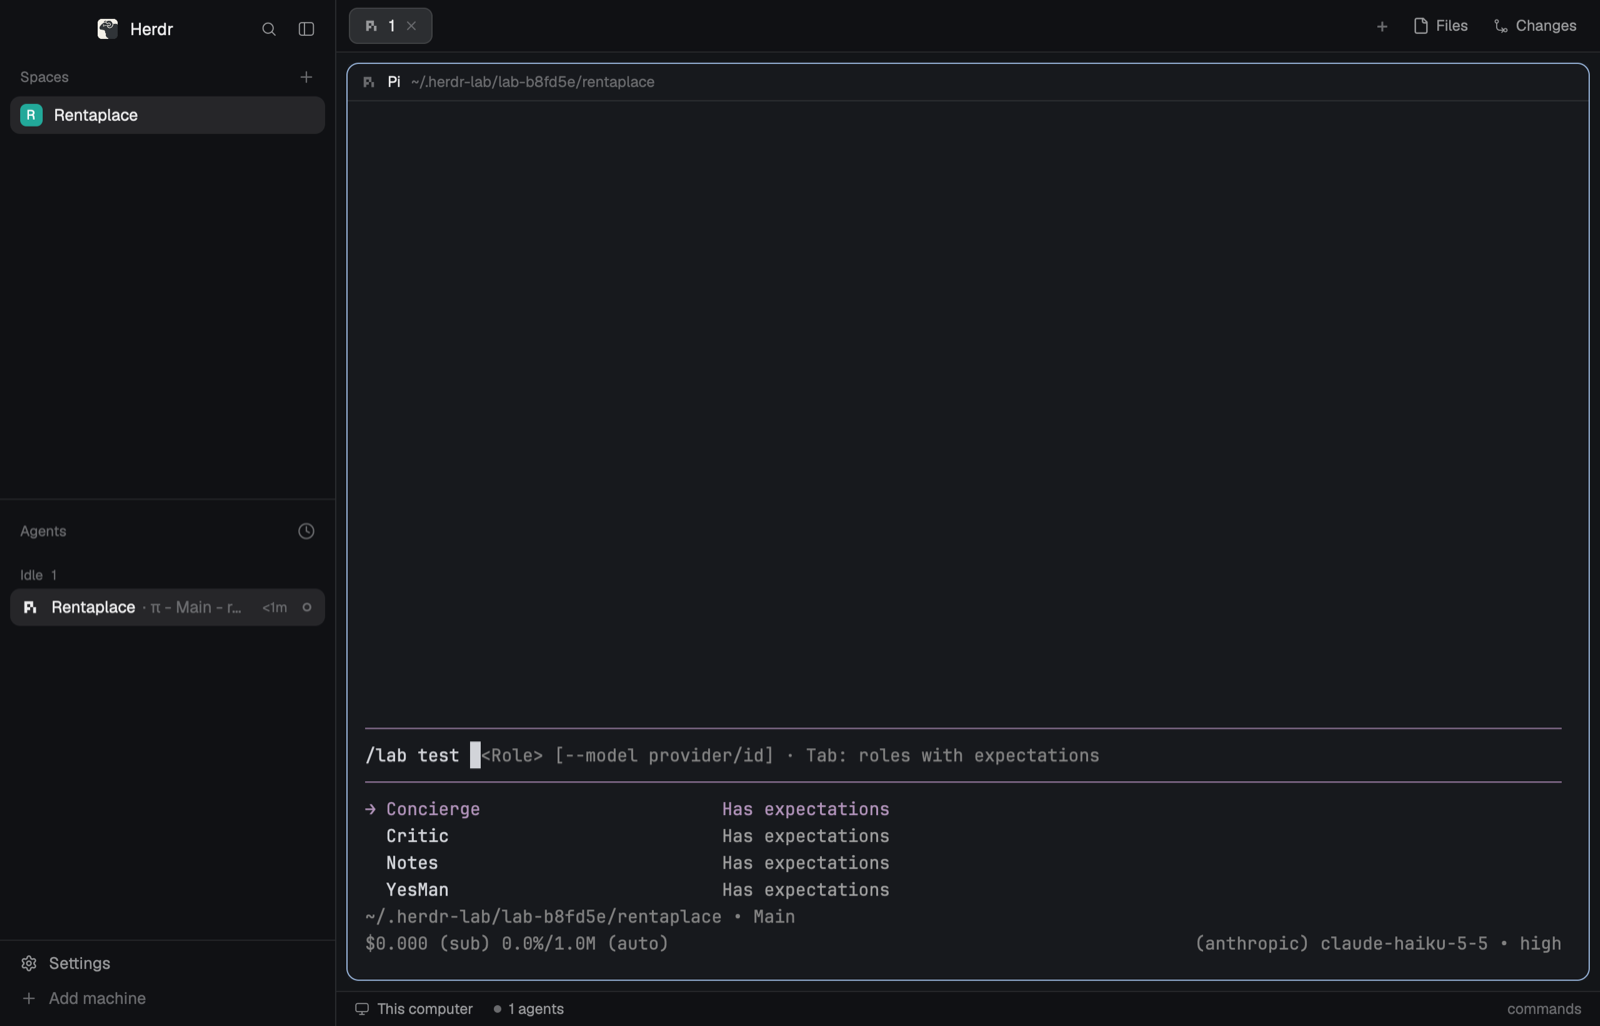 Herdr
Spaces
R Rentaplace
Agents
Idle 1
Rentaplace · π - Main - r... <1m
Settings
+ Add machine
1 ×
+ Files Changes
Pi ~/.herdr-lab/lab-b8fd5e/rentaplace
/lab test <Role> [--model provider/id] · Tab: roles with expectations
→ Concierge Has expectations
Critic Has expectations
Notes Has expectations
YesMan Has expectations
~/.herdr-lab/lab-b8fd5e/rentaplace • Main
$0.000 (sub) 0.0%/1.0M (auto) (anthropic) claude-haiku-5-5 • high
This computer ● 1 agents commands